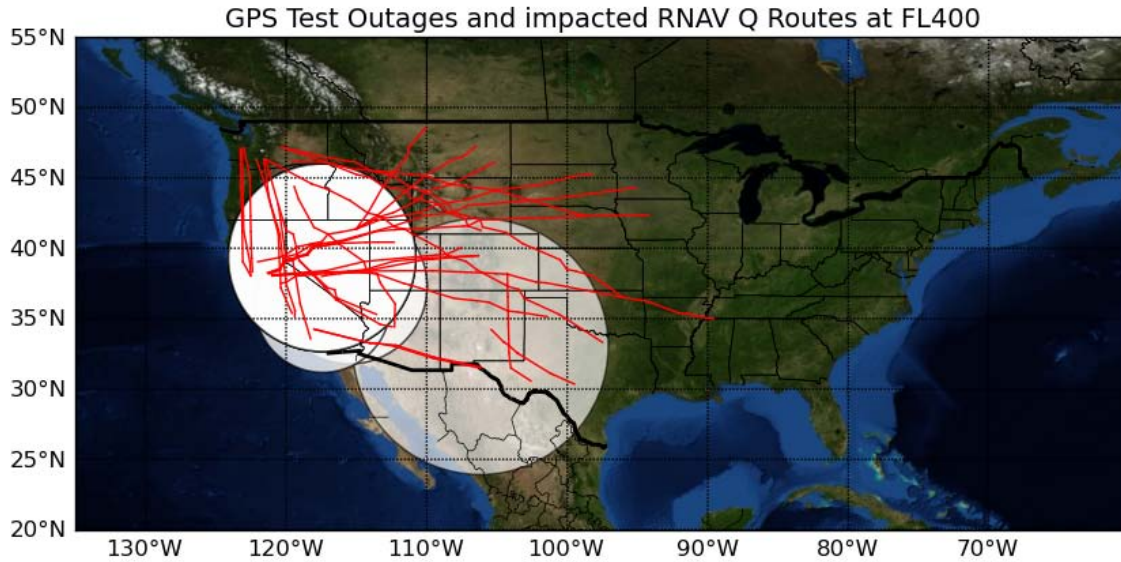 GPS Test Outages and impacted RNAV Q Routes at FL400
55°N
50°N
45°N
40°N
35°N
30°N
25°N
20°N
130°W 120°W 110°W 100°W 90°W 80°W 70°W